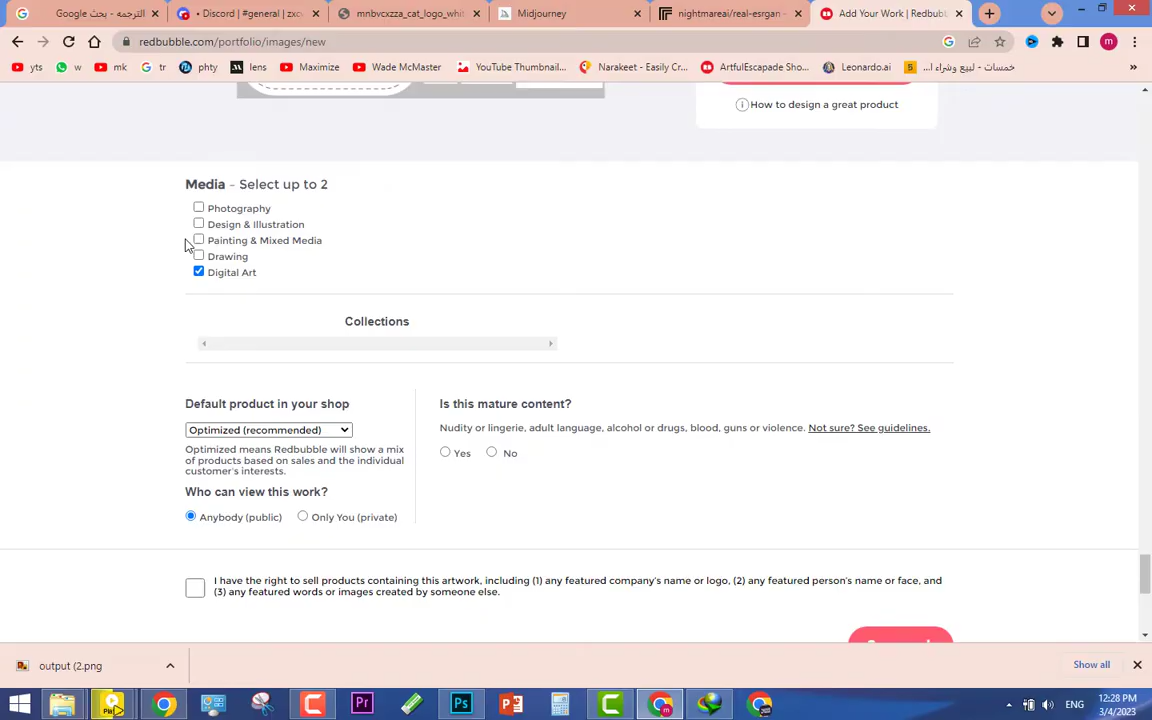 الترجمه - بحث Google
• Discord | #general | zxc
mnbvcxzza_cat_logo_whit
Midjourney
nightmareai/real-esrgan -
Add Your Work | Redbubb
redbubble.com/portfolio/images/new
m
yts
w
mk
tr
phty
lens
Maximize
Wade McMaster
YouTube Thumbnail...
Narakeet - Easily Cr...
ArtfulEscapade Sho...
Leonardo.ai
خمسات - لبيع وشراء ا...
»
How to design a great product
Media - Select up to 2
Photography
Design & Illustration
Painting & Mixed Media
Drawing
Digital Art
Collections
Default product in your shop
Is this mature content?
Optimized (recommended)
Nudity or lingerie, adult language, alcohol or drugs, blood, guns or violence. Not sure? See guidelines.
Optimized means Redbubble will show a mix
of products based on sales and the individual
customer's interests.
Yes
No
Who can view this work?
Anybody (public)
Only You (private)
I have the right to sell products containing this artwork, including (1) any featured company's name or logo, (2) any featured person's name or face, and
(3) any featured words or images created by someone else.
output (2.png
Show all
Pr
Ps
ENG
12:28 PM
3/4/2023